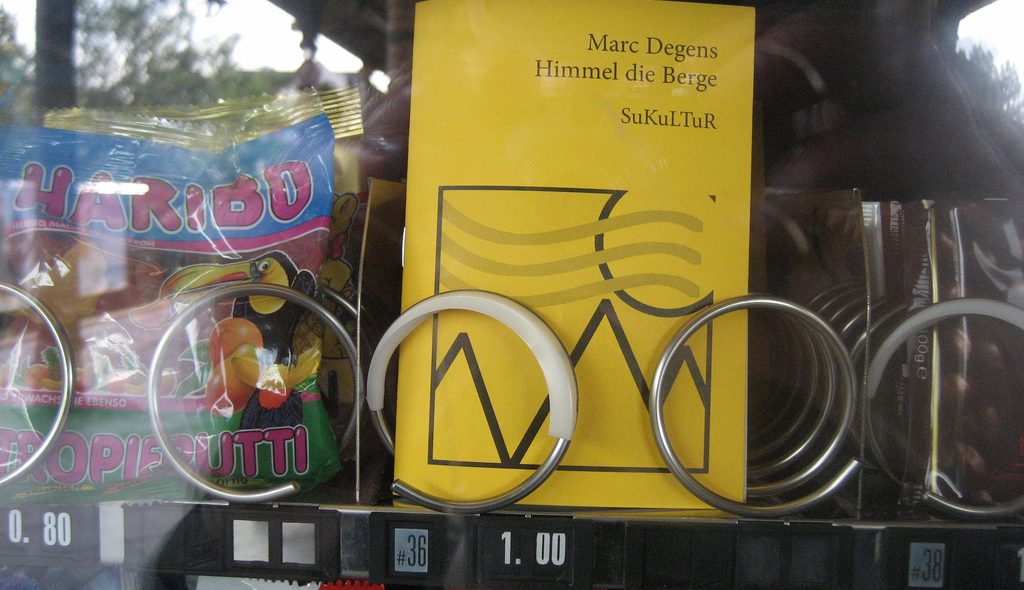 Marc Degens
Himmel die Berge
SuKuLTuR
HARIBO
TROPIFRUTTI
0. 80
#36
1. 00
#38